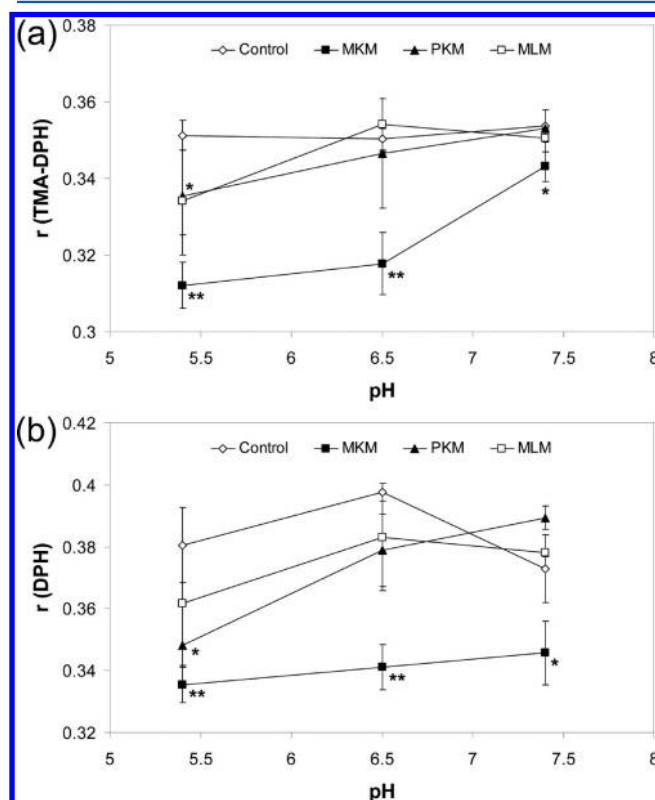 (a)
Control MKM PKM MLM
0.38
0.36
0.34
0.32
0.3
r (TMA-DPH)
*
**
**
*
5 5.5 6 6.5 7 7.5 8
pH
(b)
Control MKM PKM MLM
0.42
0.4
0.38
0.36
0.34
0.32
r (DPH)
*
**
**
*
5 5.5 6 6.5 7 7.5 8
pH